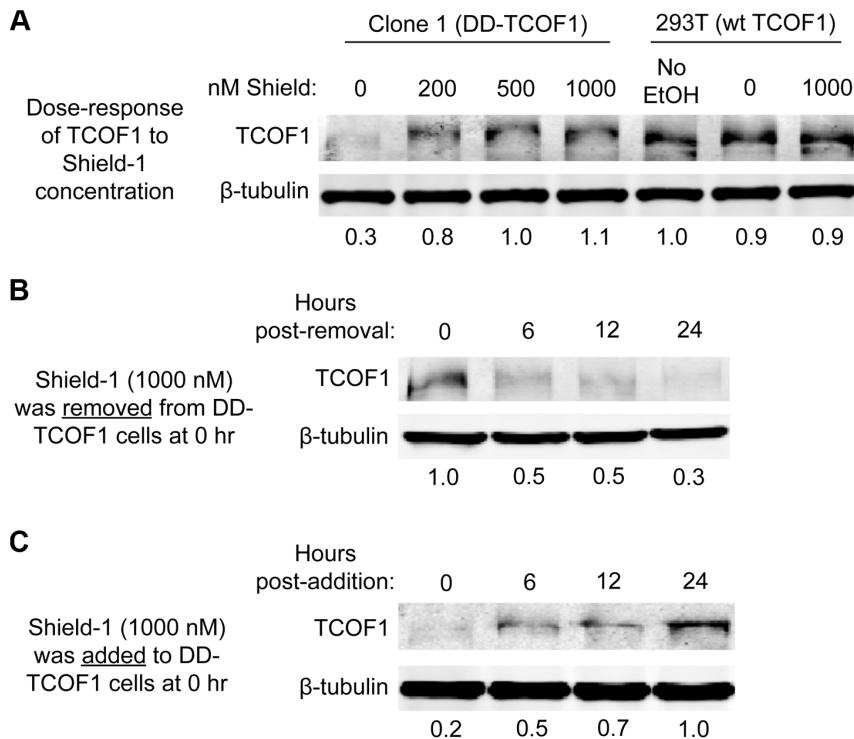 A
Clone 1 (DD-TCOF1)
293T (wt TCOF1)
Dose-response
of TCOF1 to
Shield-1
concentration
nM Shield:
0
200
500
1000
No
EtOH
0
1000
TCOF1
β-tubulin
0.3
0.8
1.0
1.1
1.0
0.9
0.9
B
Hours
post-removal:
0
6
12
24
Shield-1 (1000 nM)
was removed from DD-
TCOF1 cells at 0 hr
TCOF1
β-tubulin
1.0
0.5
0.5
0.3
C
Hours
post-addition:
0
6
12
24
Shield-1 (1000 nM)
was added to DD-
TCOF1 cells at 0 hr
TCOF1
β-tubulin
0.2
0.5
0.7
1.0